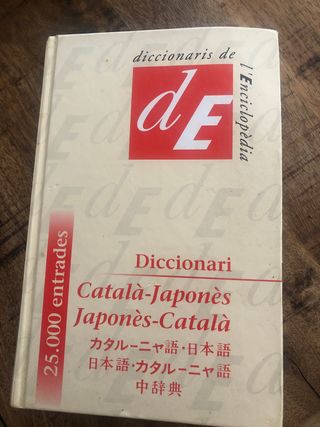 diccionaris de
l'Enciclopèdia
dE
Diccionari
Català-Japonès
Japonès-Català
カタルーニャ語・日本語
日本語・カタルーニャ語
中辞典
25.000 entrades